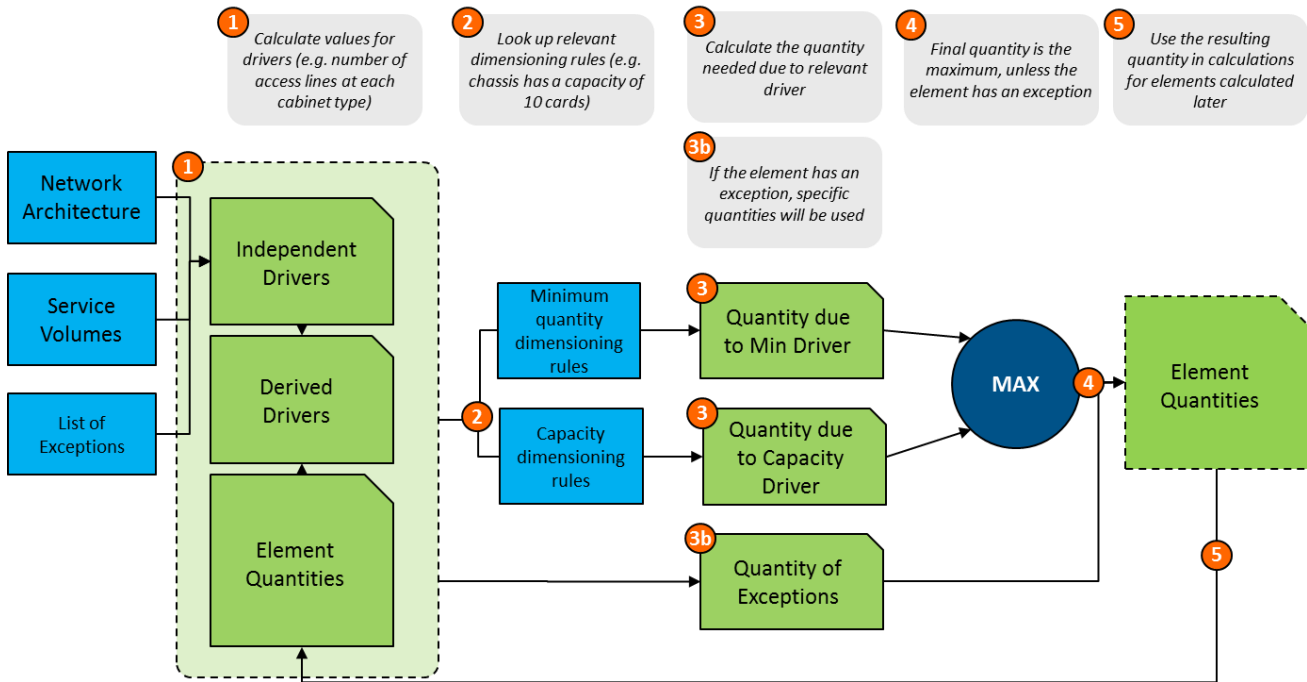 1
Calculate values for
drivers (e.g. number of
access lines at each
cabinet type)
2
Look up relevant
dimensioning rules (e.g.
chassis has a capacity of
10 cards)
3
Calculate the quantity
needed due to relevant
driver
4
Final quantity is the
maximum, unless the
element has an exception
5
Use the resulting
quantity in calculations
for elements calculated
later
3b
If the element has an
exception, specific
quantities will be used
Network
Architecture
Service
Volumes
List of
Exceptions
1
Independent
Drivers
Derived
Drivers
Element
Quantities
2
Minimum
quantity
dimensioning
rules
Capacity
dimensioning
rules
3
Quantity due
to Min Driver
3
Quantity due
to Capacity
Driver
3b
Quantity of
Exceptions
MAX
4
Element
Quantities
5